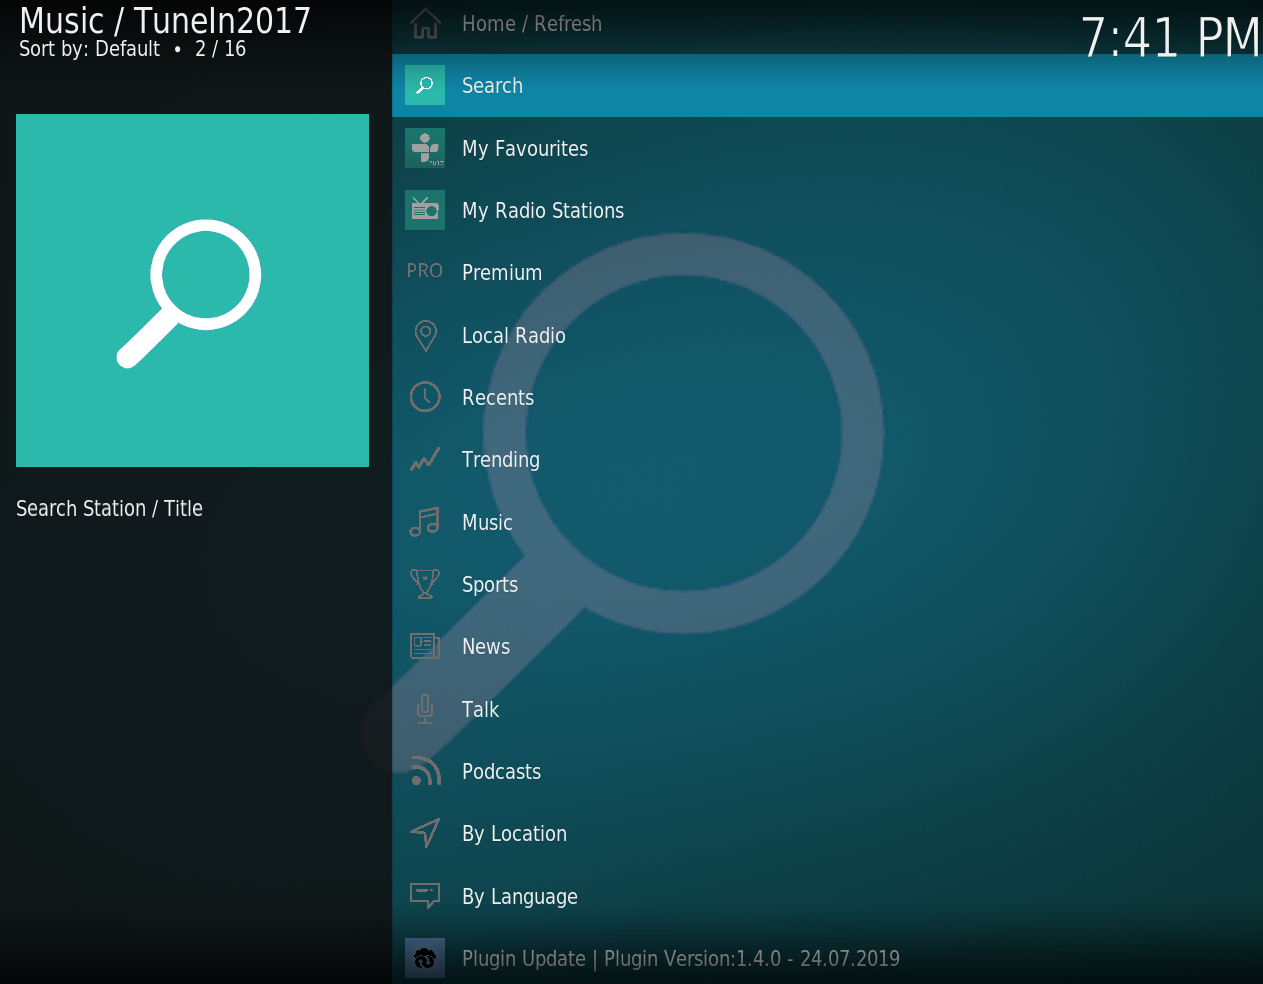 Music / TuneIn2017
Sort by: Default • 2 / 16
7:41 PM
Home / Refresh
Search
My Favourites
2017
My Radio Stations
PRO Premium
Local Radio
Recents
Trending
Music
Sports
News
Talk
Podcasts
By Location
By Language
Plugin Update | Plugin Version:1.4.0 - 24.07.2019
Search Station / Title